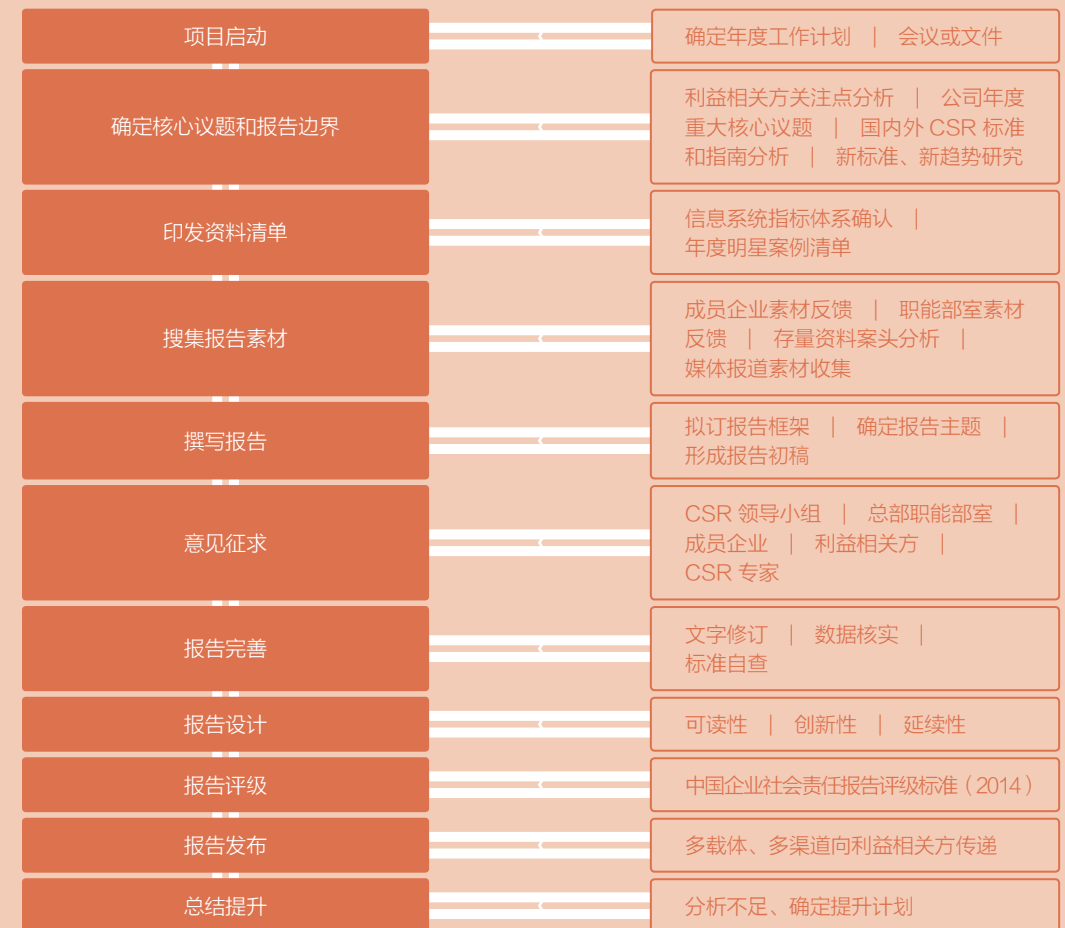 项目启动
确定年度工作计划 | 会议或文件
确定核心议题和报告边界
利益相关方关注点分析 | 公司年度
重大核心议题 | 国内外 CSR 标准
和指南分析 | 新标准、新趋势研究
印发资料清单
信息系统指标体系确认 |
年度明星案例清单
搜集报告素材
成员企业素材反馈 | 职能部室素材
反馈 | 存量资料案头分析 |
媒体报道素材收集
撰写报告
拟订报告框架 | 确定报告主题 |
形成报告初稿
意见征求
CSR 领导小组 | 总部职能部室 |
成员企业 | 利益相关方 |
CSR 专家
报告完善
文字修订 | 数据核实 |
标准自查
报告设计
可读性 | 创新性 | 延续性
报告评级
中国企业社会责任报告评级标准（2014）
报告发布
多载体、多渠道向利益相关方传递
总结提升
分析不足、确定提升计划